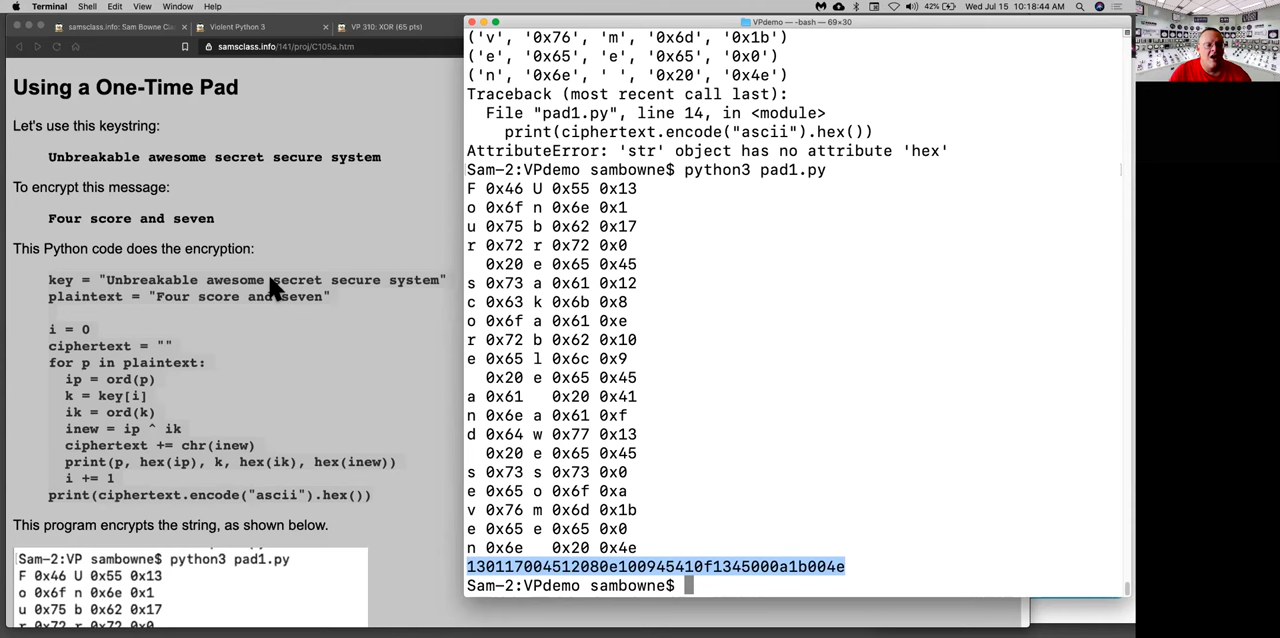 Terminal Shell Edit View Window Help
42% Wed Jul 15 10:18:44 AM
samsclass.info: Sam Bowne Cla
Violent Python 3
VP 310: XOR (65 pts)
samsclass.info/141/proj/C105a.htm
Using a One-Time Pad
Let's use this keystring:
Unbreakable awesome secret secure system
To encrypt this message:
Four score and seven
This Python code does the encryption:
key = "Unbreakable awesome secret secure system"
plaintext = "Four score and seven"
i = 0
ciphertext = ""
for p in plaintext:
ip = ord(p)
k = key[i]
ik = ord(k)
inew = ip ^ ik
ciphertext += chr(inew)
print(p, hex(ip), k, hex(ik), hex(inew))
i += 1
print(ciphertext.encode("ascii").hex())
This program encrypts the string, as shown below.
Sam-2:VP sambowne$ python3 pad1.py
F 0x46 U 0x55 0x13
o 0x6f n 0x6e 0x1
u 0x75 b 0x62 0x17
r 0x72 r 0x72 0x0
VPdemo — -bash — 69×30
('v', '0x76', 'm', '0x6d', '0x1b')
('e', '0x65', 'e', '0x65', '0x0')
('n', '0x6e', ' ', '0x20', '0x4e')
Traceback (most recent call last):
File "pad1.py", line 14, in <module>
print(ciphertext.encode("ascii").hex())
AttributeError: 'str' object has no attribute 'hex'
Sam-2:VPdemo sambowne$ python3 pad1.py
F 0x46 U 0x55 0x13
o 0x6f n 0x6e 0x1
u 0x75 b 0x62 0x17
r 0x72 r 0x72 0x0
0x20 e 0x65 0x45
s 0x73 a 0x61 0x12
c 0x63 k 0x6b 0x8
o 0x6f a 0x61 0xe
r 0x72 b 0x62 0x10
e 0x65 l 0x6c 0x9
0x20 e 0x65 0x45
a 0x61 0x20 0x41
n 0x6e a 0x61 0xf
d 0x64 w 0x77 0x13
0x20 e 0x65 0x45
s 0x73 s 0x73 0x0
e 0x65 o 0x6f 0xa
v 0x76 m 0x6d 0x1b
e 0x65 e 0x65 0x0
n 0x6e 0x20 0x4e
130117004512080e100945410f1345000a1b004e
Sam-2:VPdemo sambowne$